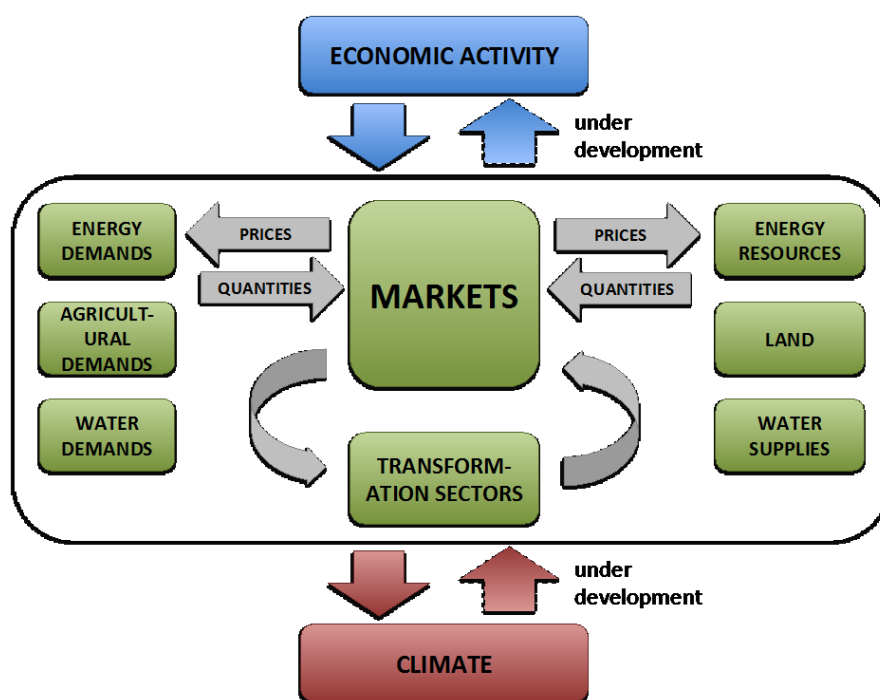 ECONOMIC ACTIVITY
under
development
ENERGY
DEMANDS
PRICES
QUANTITIES
MARKETS
PRICES
QUANTITIES
ENERGY
RESOURCES
AGRICULT-
URAL
DEMANDS
LAND
WATER
DEMANDS
TRANSFORM-
ATION SECTORS
WATER
SUPPLIES
under
development
CLIMATE